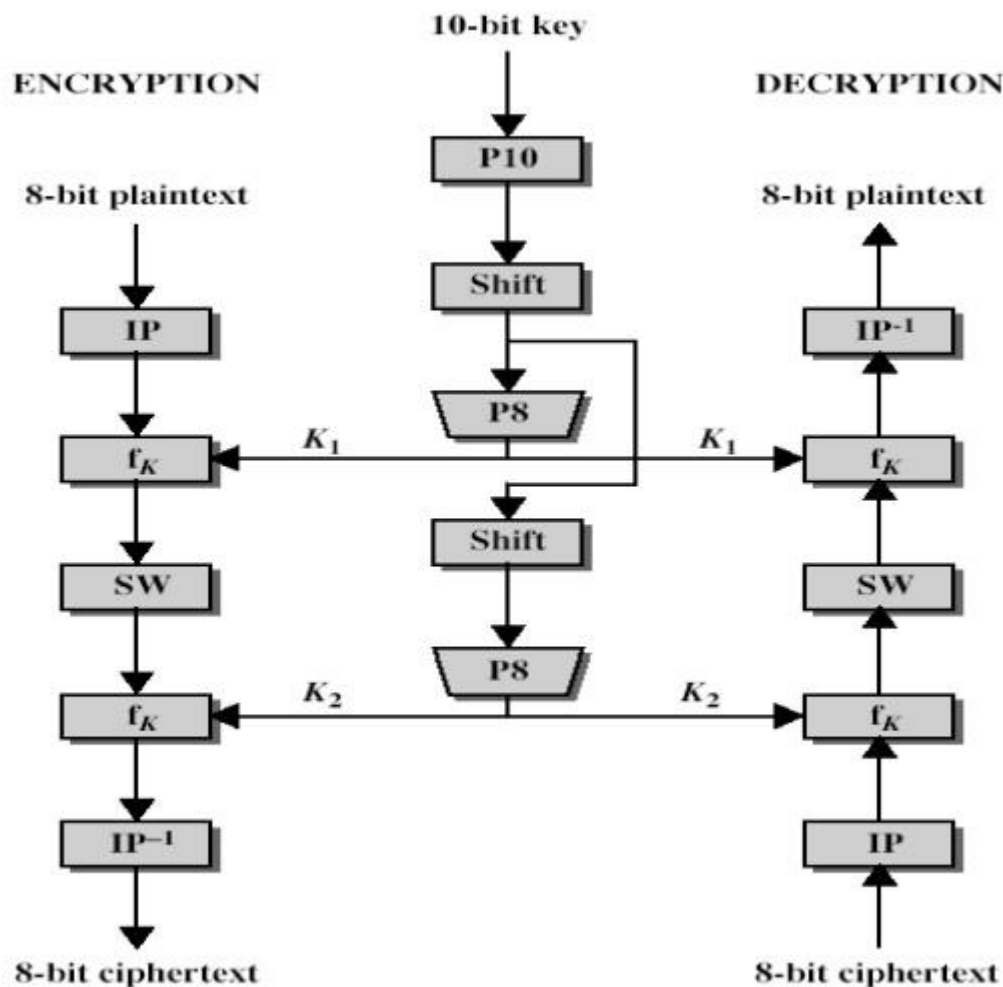 10-bit key
ENCRYPTION
DECRYPTION
P10
8-bit plaintext
8-bit plaintext
Shift
IP
IP-1
P8
K1
K1
fK
fK
Shift
SW
SW
P8
K2
K2
fK
fK
IP–1
IP
8-bit ciphertext
8-bit ciphertext